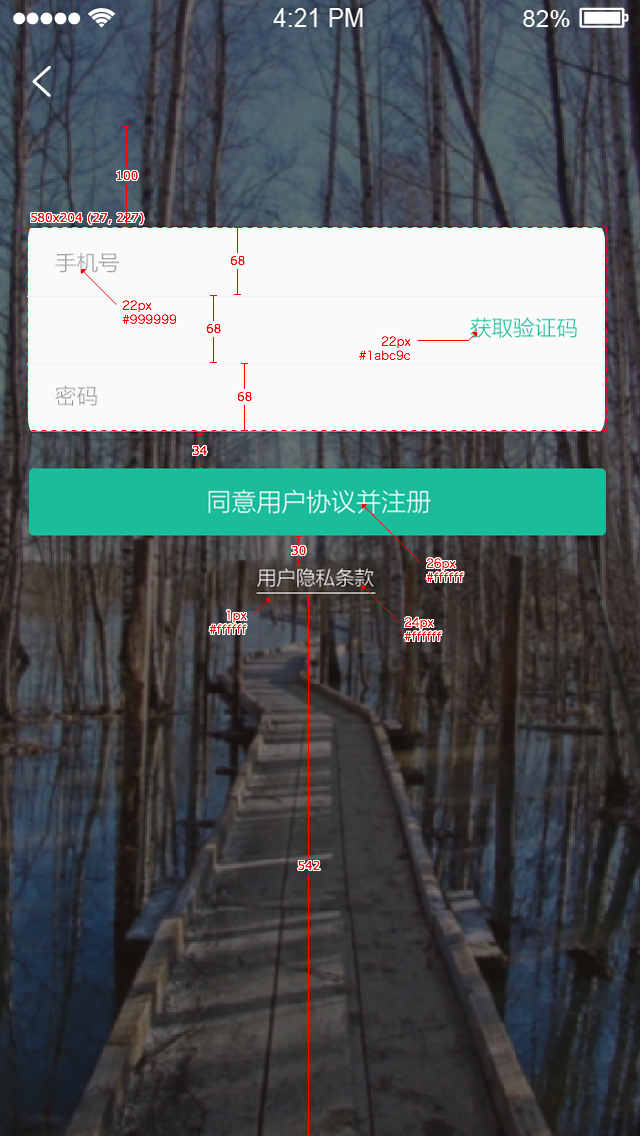 4:21 PM
82%
100
580x204 (27, 227)
手机号
68
22px
#999999
68
获取验证码
22px
#1abc9c
密码
68
34
同意用户协议并注册
30
26px
#ffffff
用户隐私条款
1px
#ffffff
24px
#ffffff
542